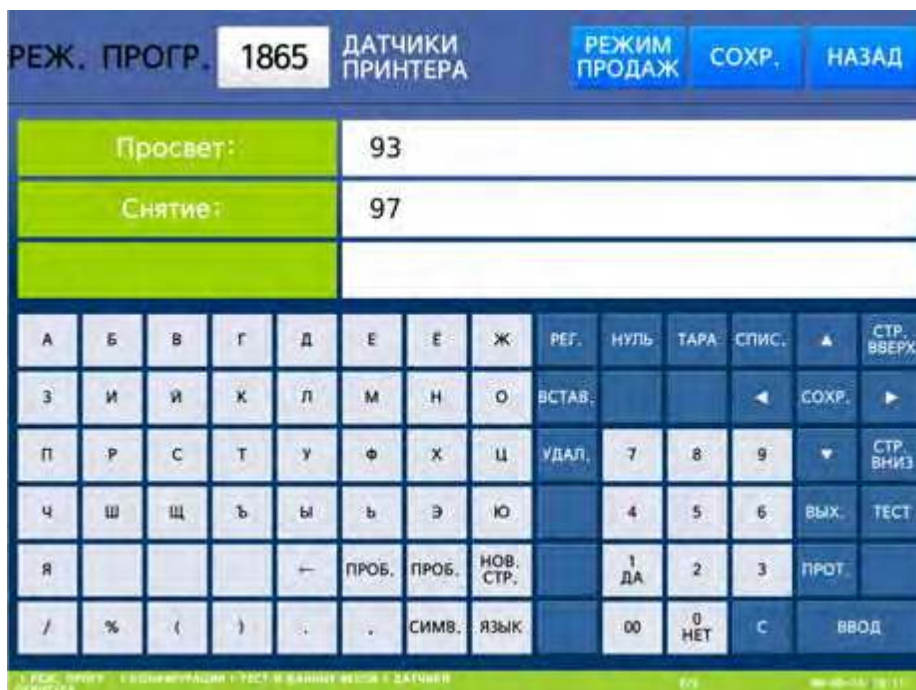 РЕЖ. ПРОГР. 1865 ДАТЧИКИ ПРИНТЕРА РЕЖИМ ПРОДАЖ СОХР. НАЗАД
Просвет: 93
Снятие: 97
А Б В Г Д Е Ё Ж РЕГ. НУЛЬ ТАРА СПИС. ▲ СТР. ВВЕРХ
З И Й К Л М Н О ВСТАВ. ◀ СОХР. ▶
П Р С Т У Ф Х Ц УДАЛ. 7 8 9 ▼ СТР. ВНИЗ
Ч Ш Щ Ъ Ы Ь Э Ю 4 5 6 ВЫХ. ТЕСТ
Я ← ПРОБ. ПРОБ. НОВ. СТР. 1 ДА 2 3 ПРОТ.
/ % ( ) . , СИМВ. ЯЗЫК 00 0 НЕТ С ВВОД